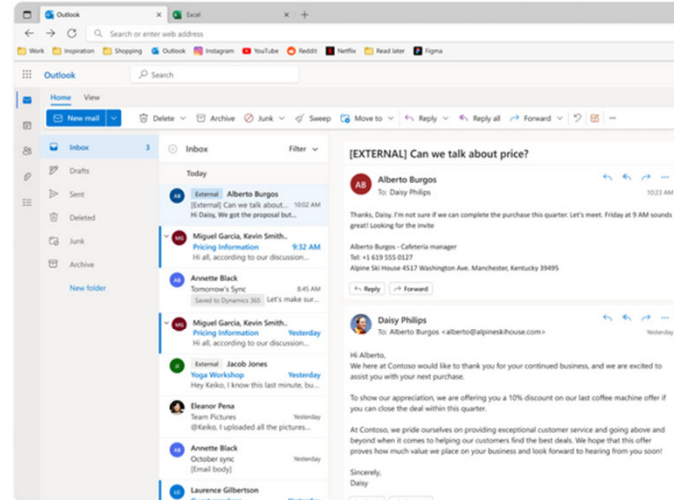 Outlook
Excel
Search or enter web address
Work Inspiration Shopping Outlook Instagram YouTube Reddit Netflix Read later Figma
Outlook
Search
Home View
New mail Delete Archive Junk Sweep Move to Reply Reply all Forward
Inbox 3
Drafts
Sent
Deleted
Junk
Archive
New folder
Inbox Filter
Today
AB External Alberto Burgos
[External] Can we talk about... 10:02 AM
Hi Daisy, We got the proposal but...
MG Miguel Garcia, Kevin Smith..
Pricing Information 9:32 AM
Hi all, according to our discussion...
AB Annette Black
Tomorrow's Sync 8:45 AM
Saved to Dynamics 365 Let's make sur...
MG Miguel Garcia, Kevin Smith..
Pricing Information Yesterday
Hi all, according to our discussion...
External Jacob Jones
Yoga Workshop Yesterday
Hey Keiko, I know this last minute, bu...
Eleanor Pena
Team Pictures Yesterday
@Keiko, I uploaded all the pictures...
AB Annette Black
October sync Yesterday
[Email body]
LG Laurence Gilbertson
[EXTERNAL] Can we talk about price?
AB Alberto Burgos
To: Daisy Philips 10:23 AM
Thanks, Daisy. I'm not sure if we can complete the purchase this quarter. Let's meet. Friday at 9 AM sounds
great! Looking for the invite
Alberto Burgos - Cafeteria manager
Tel: +1 619 555 0127
Alpine Ski House 4517 Washington Ave. Manchester, Kentucky 39495
Reply Forward
Daisy Philips
To: Alberto Burgos <alberto@alpineskihouse.com> Yesterday
Hi Alberto,
We here at Contoso would like to thank you for your continued business, and we are excited to
assist you with your next purchase.
To show our appreciation, we are offering you a 10% discount on our last coffee machine offer if
you can close the deal within this quarter.
At Contoso, we pride ourselves on providing exceptional customer service and going above and
beyond when it comes to helping our customers find the best deals. We hope that this offer
proves how much value we place on your business and look forward to hearing from you soon!
Sincerely,
Daisy